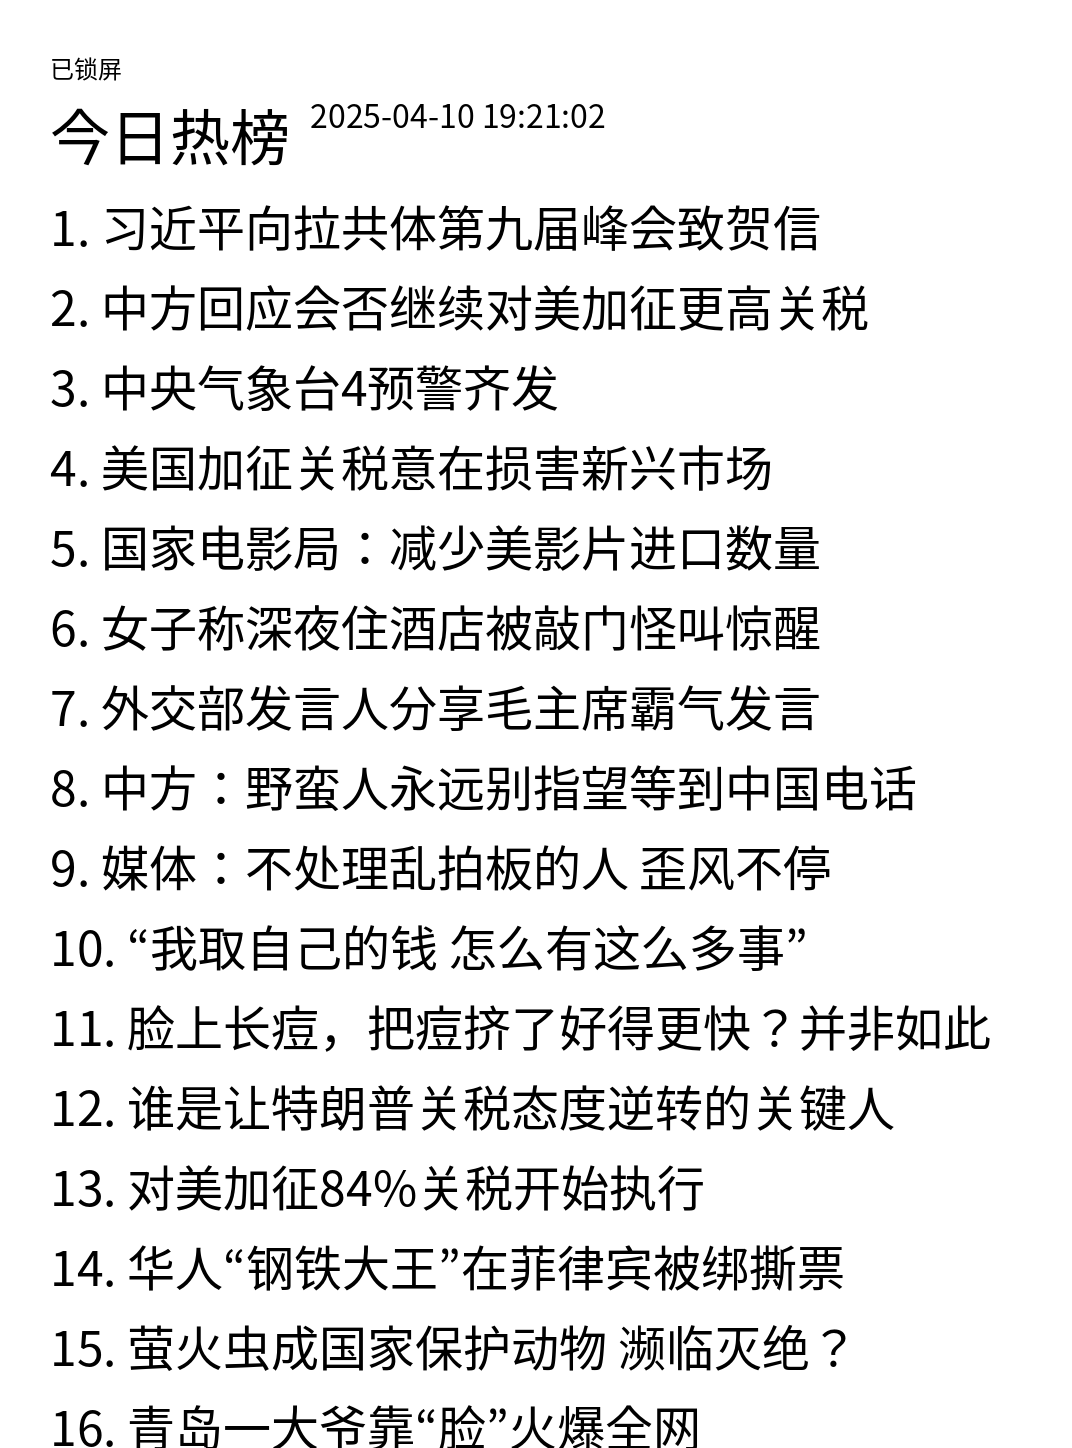 已锁屏
今日热榜 2025-04-10 19:21:02
1. 习近平向拉共体第九届峰会致贺信
2. 中方回应会否继续对美加征更高关税
3. 中央气象台4预警齐发
4. 美国加征关税意在损害新兴市场
5. 国家电影局：减少美影片进口数量
6. 女子称深夜住酒店被敲门怪叫惊醒
7. 外交部发言人分享毛主席霸气发言
8. 中方：野蛮人永远别指望等到中国电话
9. 媒体：不处理乱拍板的人 歪风不停
10. “我取自己的钱 怎么有这么多事”
11. 脸上长痘，把痘挤了好得更快？并非如此
12. 谁是让特朗普关税态度逆转的关键人
13. 对美加征84%关税开始执行
14. 华人“钢铁大王”在菲律宾被绑撕票
15. 萤火虫成国家保护动物 濒临灭绝？
16. 青岛一大爷靠“脸”火爆全网